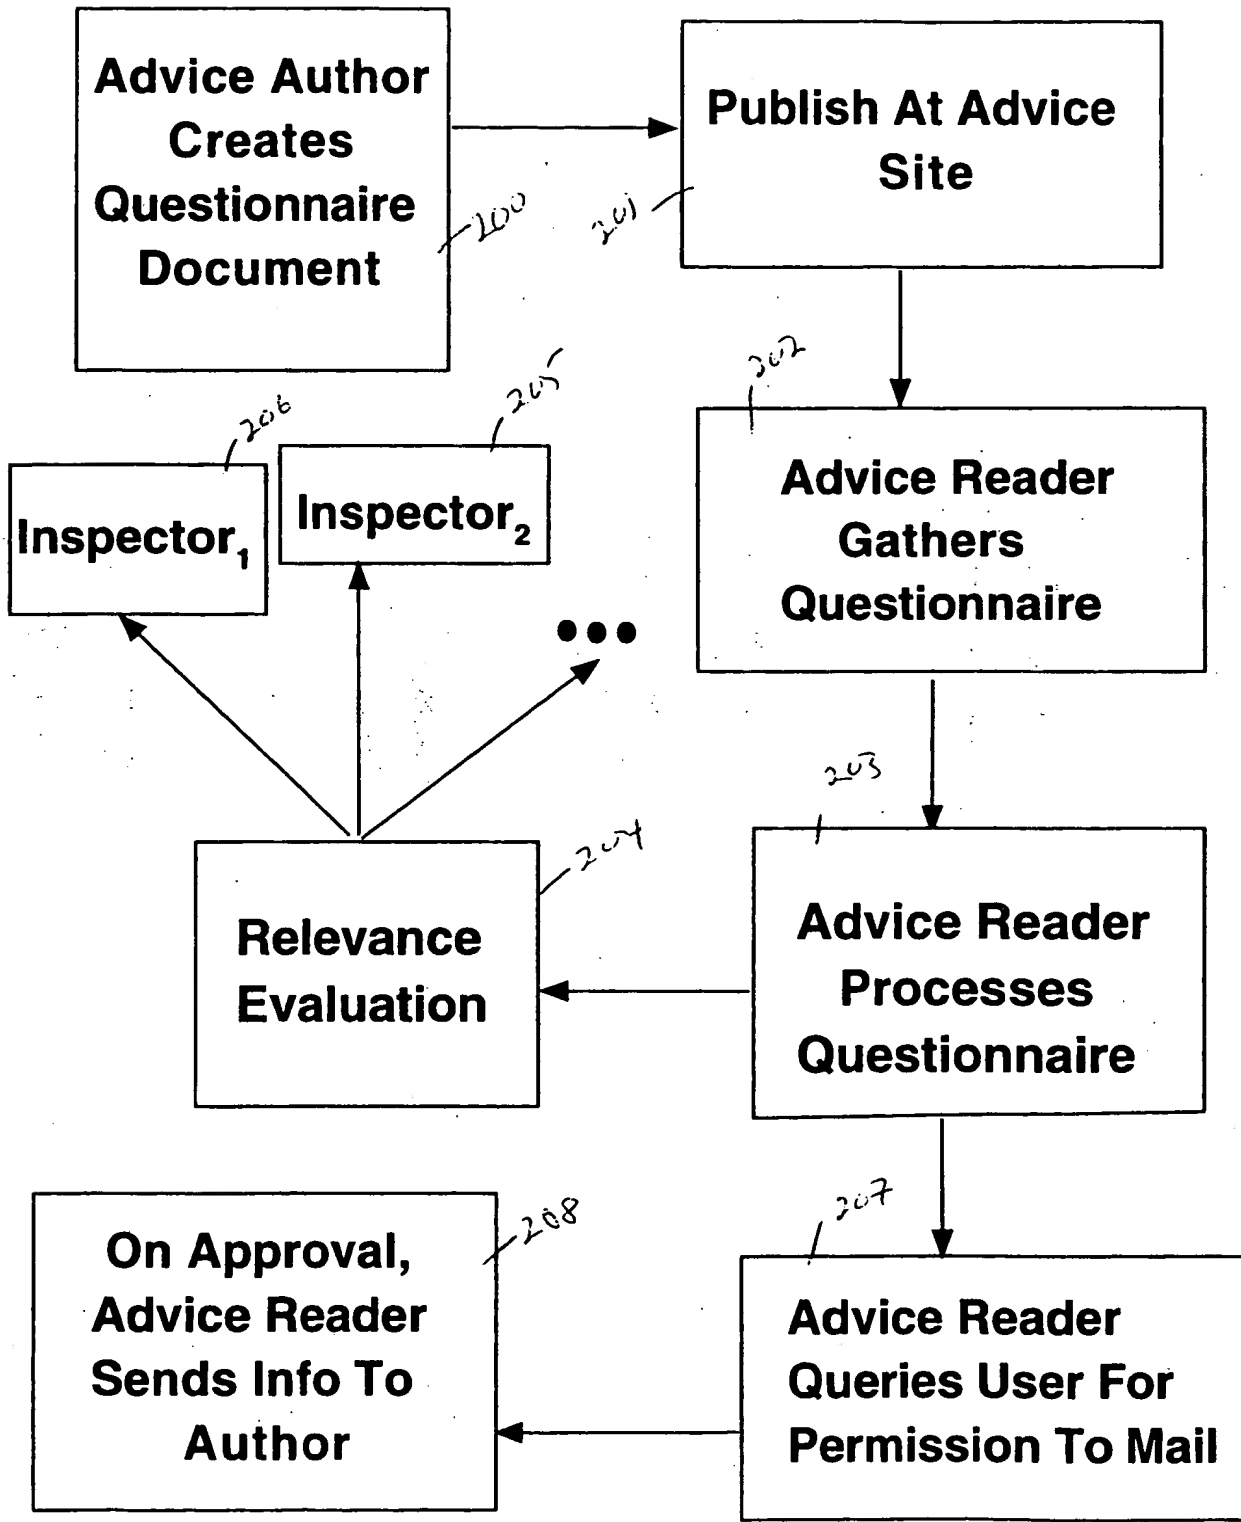 Advice Author
Creates
Questionnaire
Document
200
Publish At Advice
Site
201
202
Advice Reader
Gathers
Questionnaire
206
Inspector1
205
Inspector2
•••
203
Advice Reader
Processes
Questionnaire
204
Relevance
Evaluation
207
Advice Reader
Queries User For
Permission To Mail
208
On Approval,
Advice Reader
Sends Info To
Author